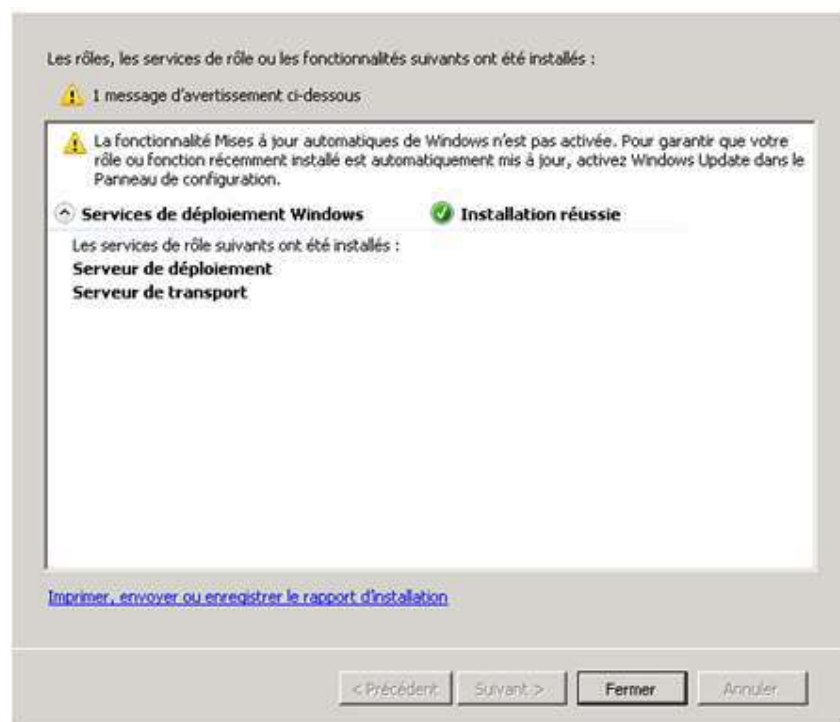 Les rôles, les services de rôle ou les fonctionnalités suivants ont été installés :
1 message d'avertissement ci-dessous
La fonctionnalité Mises à jour automatiques de Windows n'est pas activée. Pour garantir que votre
rôle ou fonction récemment installé est automatiquement mis à jour, activez Windows Update dans le
Panneau de configuration.
Services de déploiement Windows Installation réussie
Les services de rôle suivants ont été installés :
Serveur de déploiement
Serveur de transport
Imprimer, envoyer ou enregistrer le rapport d'installation
< Précédent Suivant > Fermer Annuler